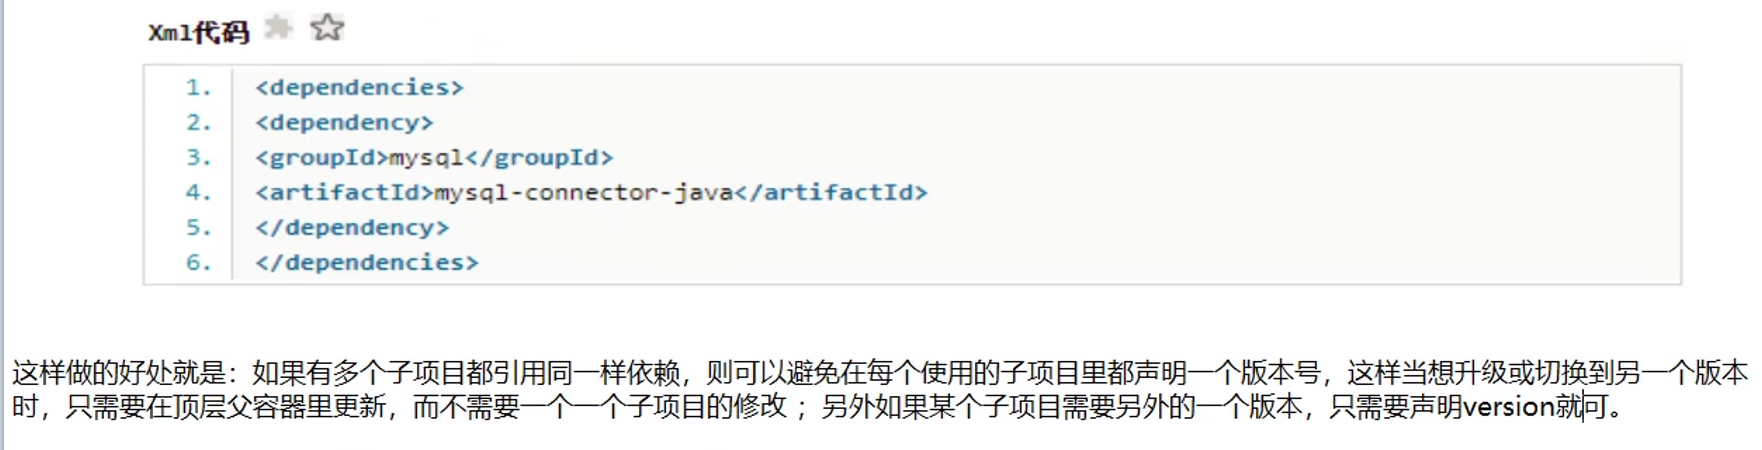 Xml代码
1. <dependencies>
2. <dependency>
3. <groupId>mysql</groupId>
4. <artifactId>mysql-connector-java</artifactId>
5. </dependency>
6. </dependencies>
这样做的好处就是：如果有多个子项目都引用同一样依赖，则可以避免在每个使用的子项目里都声明一个版本号，这样当想升级或切换到另一个版本
时，只需要在顶层父容器里更新，而不需要一个一个子项目的修改 ；另外如果某个子项目需要另外的一个版本，只需要声明version就可。